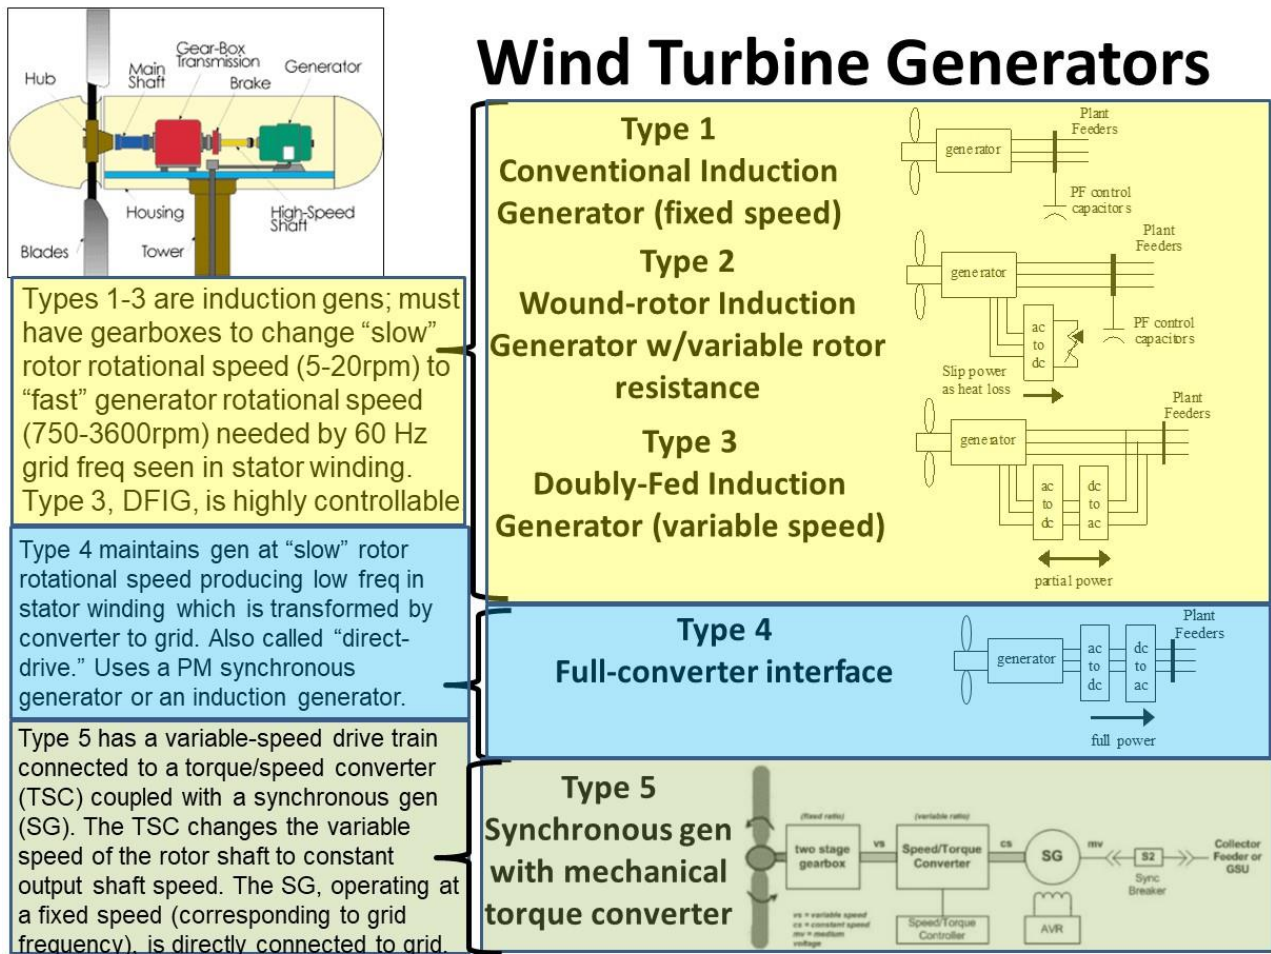 Wind Turbine Generators
Hub
Main
Shaft
Gear-Box
Transmission
Brake
Generator
Housing
High-Speed
Shaft
Blades
Tower
Types 1-3 are induction gens; must
have gearboxes to change “slow”
rotor rotational speed (5-20rpm) to
“fast” generator rotational speed
(750-3600rpm) needed by 60 Hz
grid freq seen in stator winding.
Type 3, DFIG, is highly controllable
Type 1
Conventional Induction
Generator (fixed speed)
generator
Plant
Feeders
PF control
capacitors
Type 2
Wound-rotor Induction
Generator w/variable rotor
resistance
generator
Plant
Feeders
ac
to
dc
PF control
capacitors
Slip power
as heat loss
Type 3
Doubly-Fed Induction
Generator (variable speed)
generator
Plant
Feeders
ac
to
dc
dc
to
ac
partial power
Type 4 maintains gen at “slow” rotor
rotational speed producing low freq in
stator winding which is transformed by
converter to grid. Also called “direct-
drive.” Uses a PM synchronous
generator or an induction generator.
Type 4
Full-converter interface
generator
ac
to
dc
dc
to
ac
Plant
Feeders
full power
Type 5 has a variable-speed drive train
connected to a torque/speed converter
(TSC) coupled with a synchronous gen
(SG). The TSC changes the variable
speed of the rotor shaft to constant
output shaft speed. The SG, operating at
a fixed speed (corresponding to grid
frequency), is directly connected to grid.
Type 5
Synchronous gen
with mechanical
torque converter
(fixed ratio)
two stage
gearbox
vs
(variable ratio)
Speed/Torque
Converter
cs
SG
mv
S2
Sync
Breaker
Collector
Feeder or
GSU
vs = variable speed
cs = constant speed
mv = medium
voltage
Speed/Torque
Controller
AVR